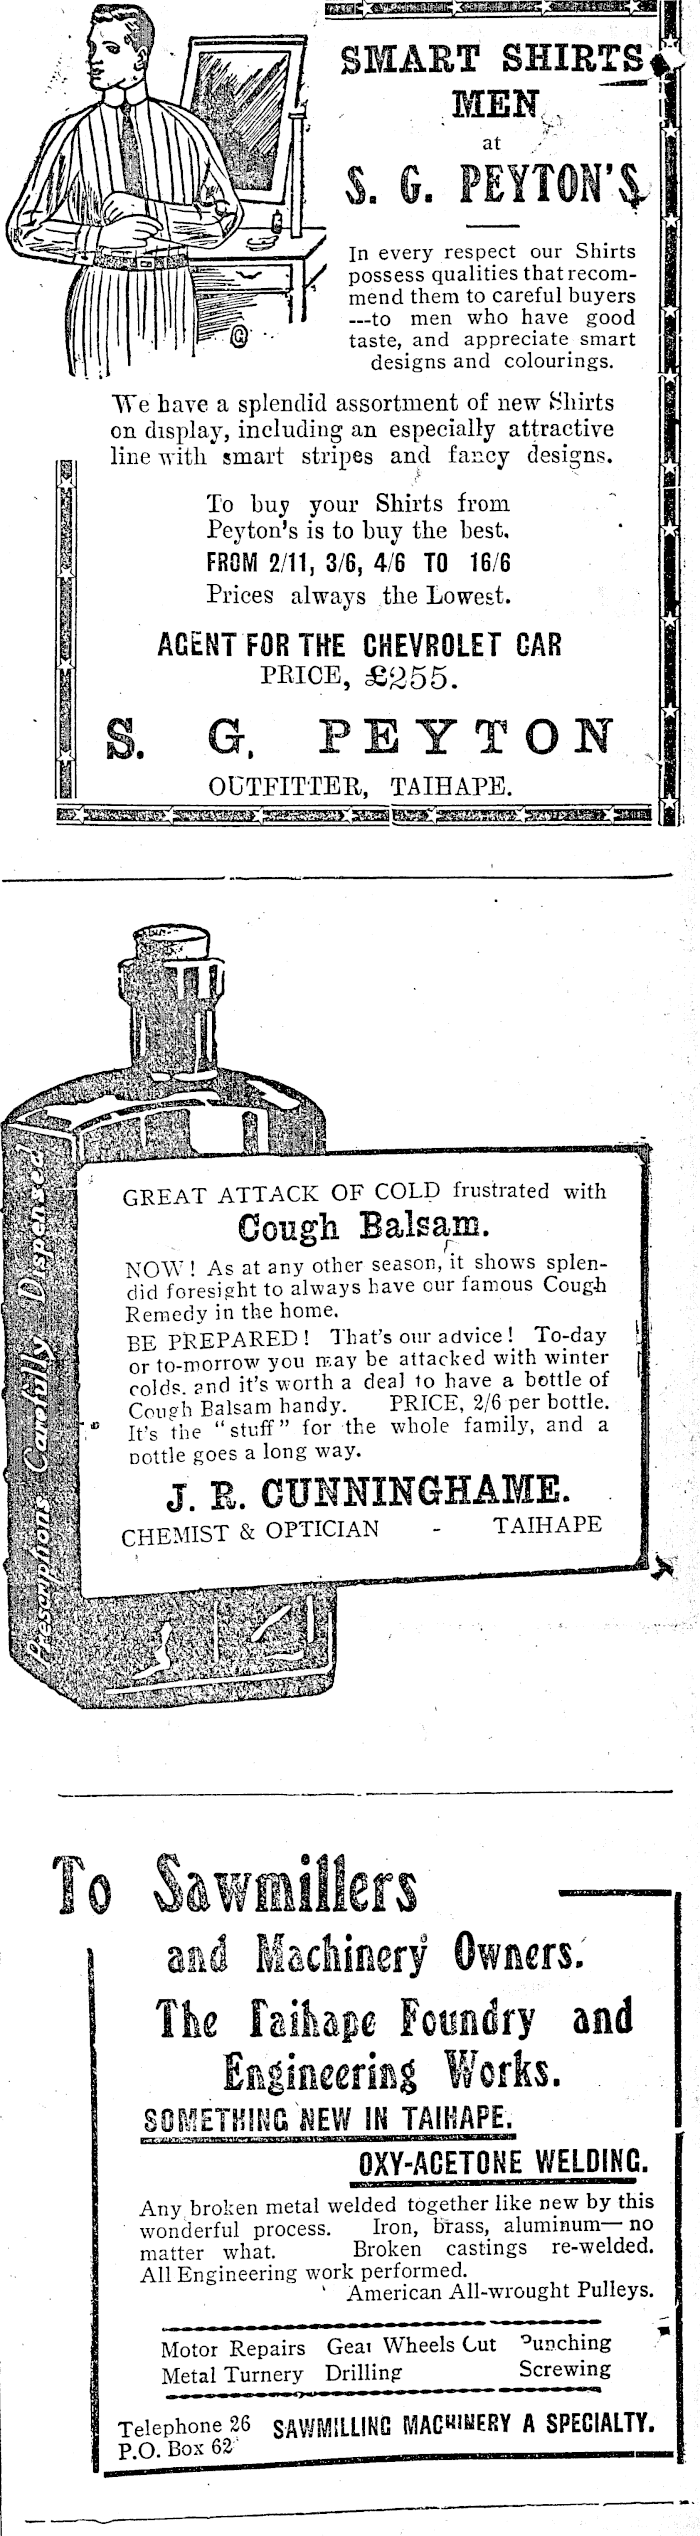 SMART SHIRTS
MEN
at
S. G. PEYTON'S
In every respect our Shirts
possess qualities that recom-
mend them to careful buyers
---to men who have good
taste, and appreciate smart
designs and colourings.
We have a splendid assortment of new Shirts
on display, including an especially attractive
line with smart stripes and fancy designs.
To buy your Shirts from
Peyton's is to buy the best.
FROM 2/11, 3/6, 4/6 TO 16/6
Prices always the Lowest.
AGENT FOR THE CHEVROLET CAR
PRICE, £255.
S. G. PEYTON
OUTFITTER, TAIHAPE.
Prescriptions Carefully Dispensed
GREAT ATTACK OF COLD frustrated with
Cough Balsam.
NOW! As at any other season, it shows splen-
did foresight to always have our famous Cough
Remedy in the home.
BE PREPARED! That's our advice! To-day
or to-morrow you may be attacked with winter
colds. and it's worth a deal to have a bottle of
Cough Balsam handy. PRICE, 2/6 per bottle.
It's the "stuff" for the whole family, and a
bottle goes a long way.
J. R. CUNNINGHAME.
CHEMIST & OPTICIAN - TAIHAPE
To Sawmillers
and Machinery Owners.
The Taihape Foundry and
Engineering Works.
SOMETHING NEW IN TAIHAPE.
OXY-ACETONE WELDING.
Any broken metal welded together like new by this
wonderful process. Iron, brass, aluminum—no
matter what. Broken castings re-welded.
All Engineering work performed.
American All-wrought Pulleys.
Motor Repairs Gear Wheels Cut Punching
Metal Turnery Drilling Screwing
Telephone 26 SAWMILLING MACHINERY A SPECIALTY.
P.O. Box 62